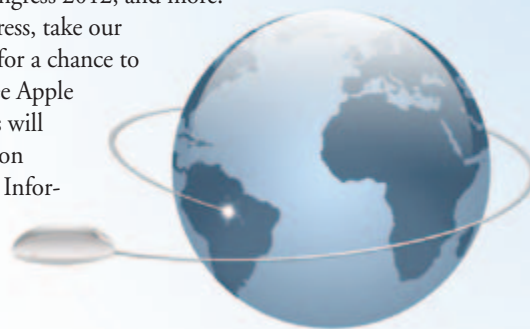 ngress 2012, and more.
ress, take our
for a chance to
e Apple
s will
on
Infor-